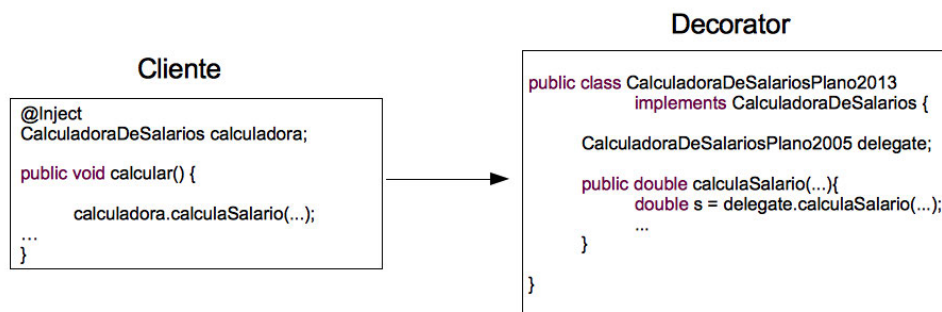 Cliente
@Inject
CalculadoraDeSalarios calculadora;
public void calcular() {
calculadora.calculaSalario(...);
...
}
Decorator
public class CalculadoraDeSalariosPlano2013
implements CalculadoraDeSalarios {
CalculadoraDeSalariosPlano2005 delegate;
public double calculaSalario(...){
double s = delegate.calculaSalario(...);
...
}
}